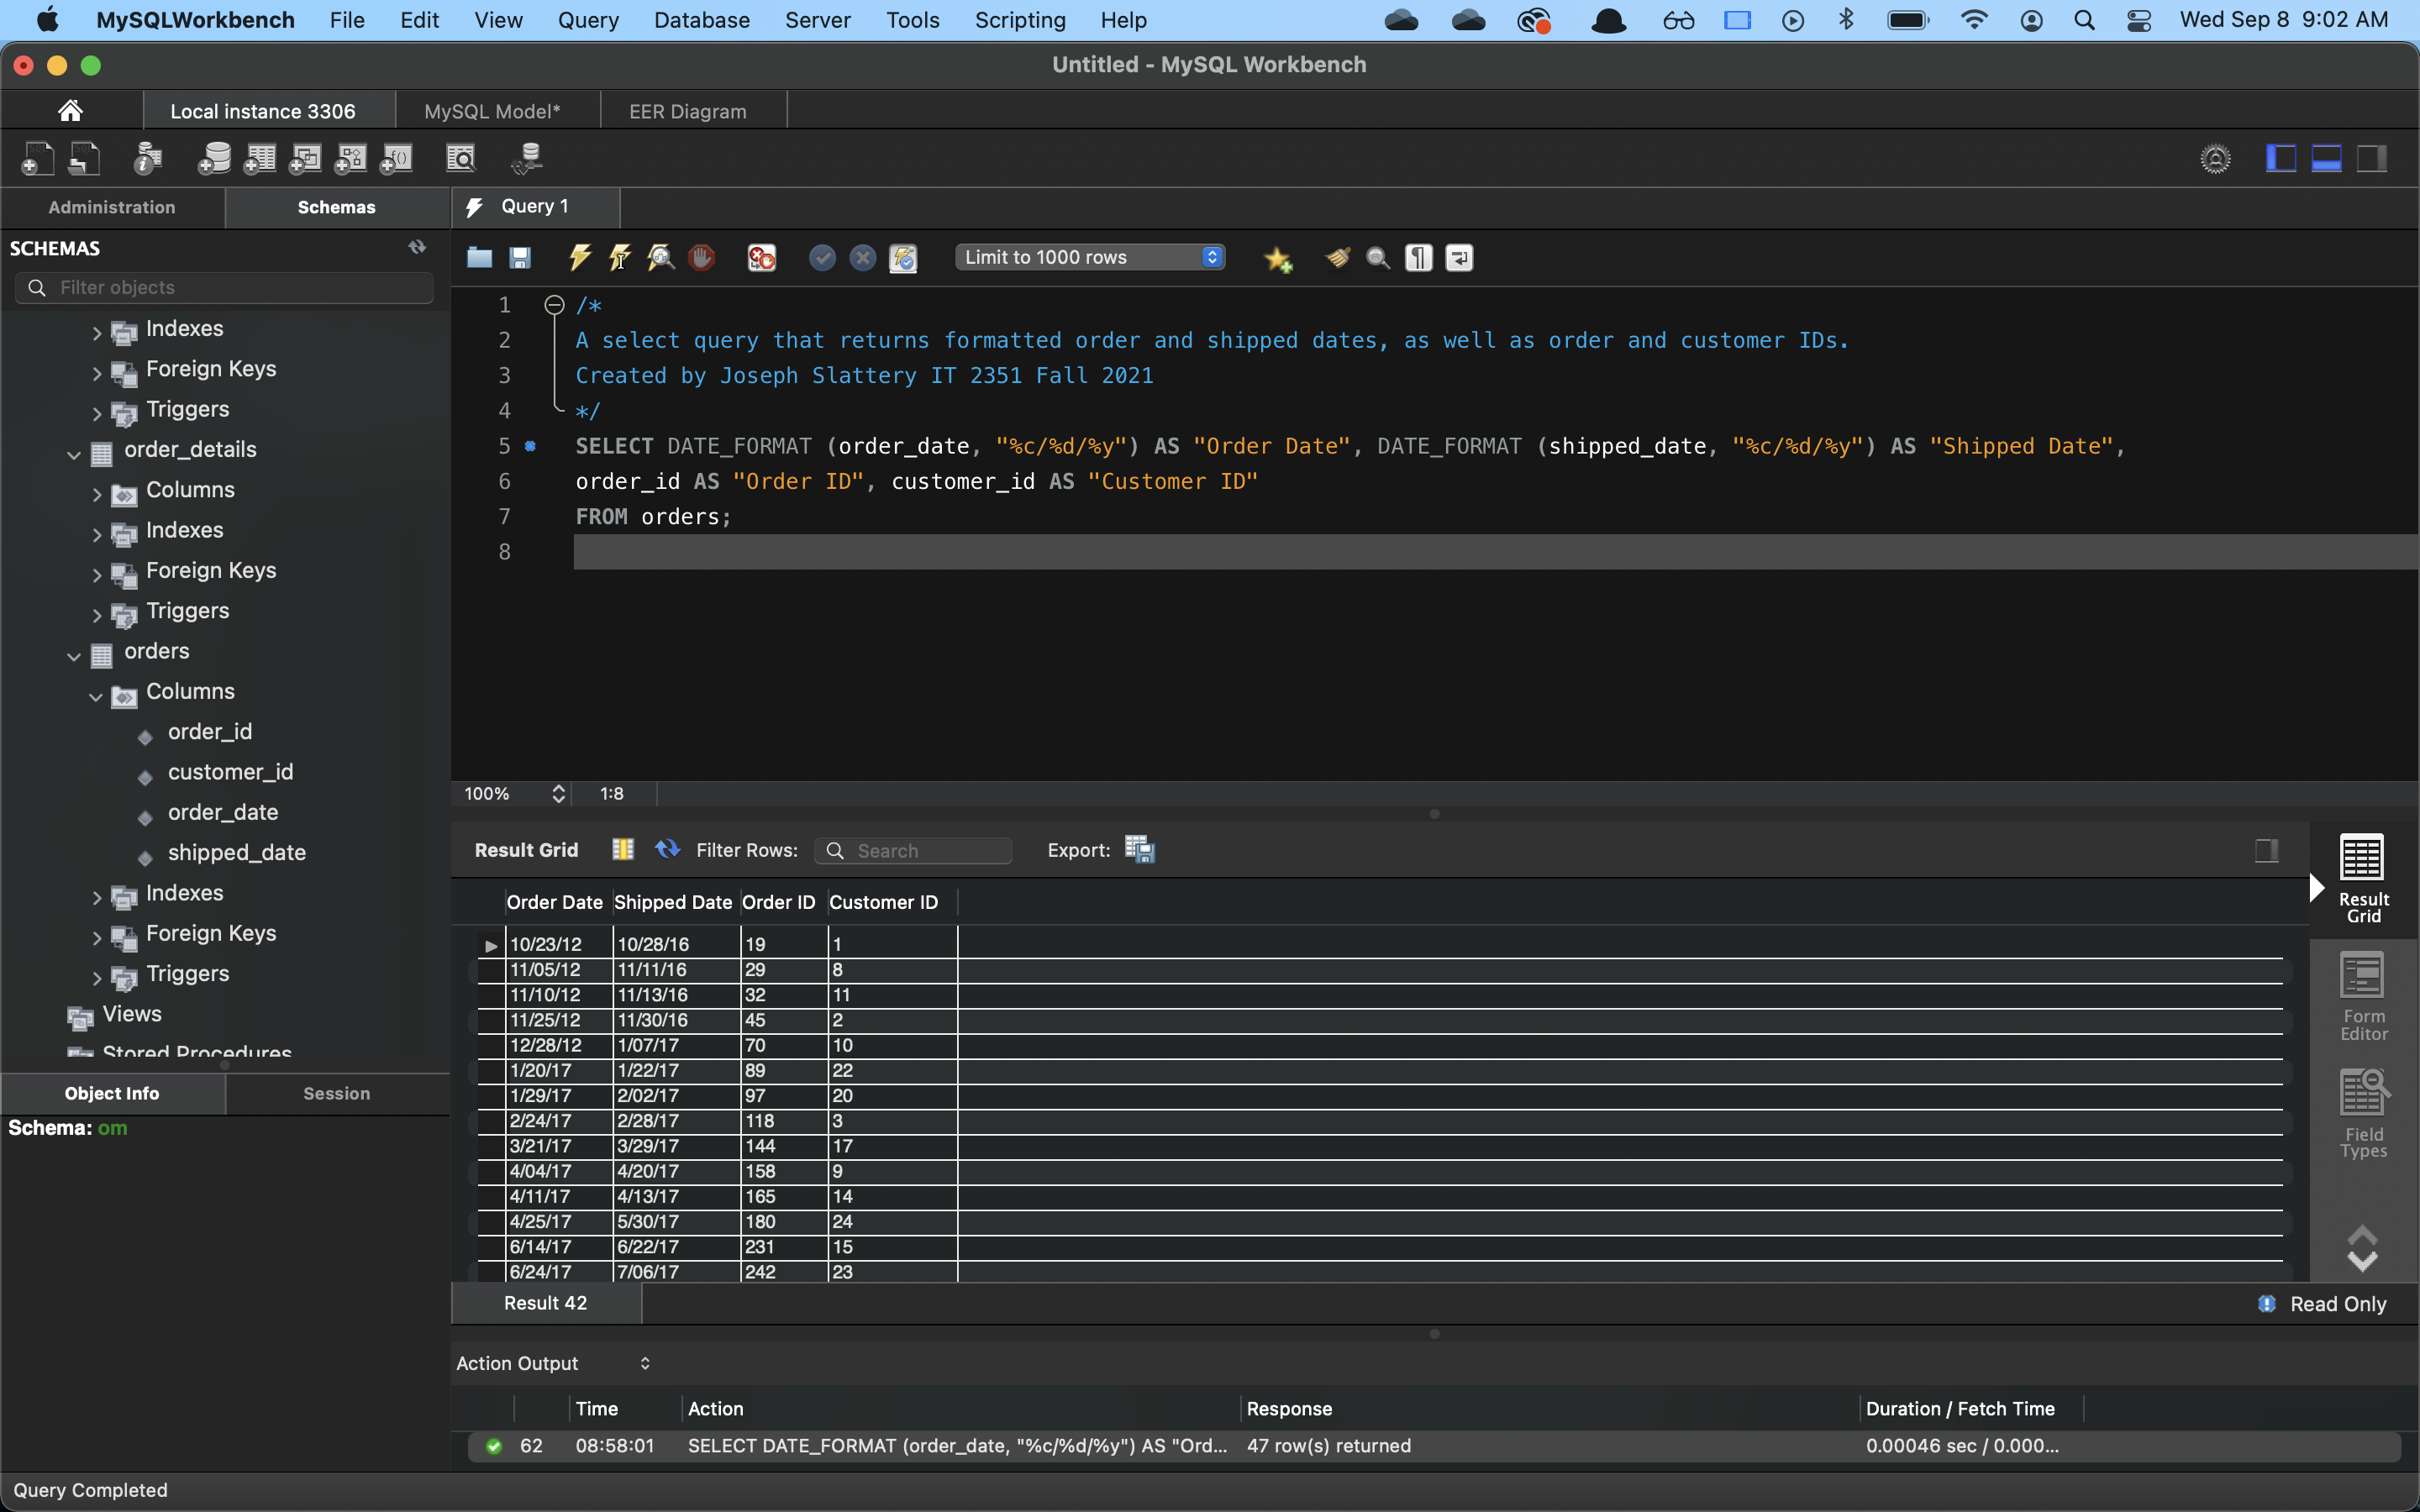 MySQLWorkbench File Edit View Query Database Server Tools Scripting Help Wed Sep 8 9:02 AM
Untitled - MySQL Workbench
Local instance 3306 MySQL Model* EER Diagram
Administration Schemas Query 1
SCHEMAS
Limit to 1000 rows
Filter objects
Indexes
Foreign Keys
Triggers
order_details
Columns
Indexes
Foreign Keys
Triggers
orders
Columns
order_id
customer_id
order_date
shipped_date
Indexes
Foreign Keys
Triggers
Views
Stored Procedures
Object Info Session
Schema: om
1 /*
2 A select query that returns formatted order and shipped dates, as well as order and customer IDs.
3 Created by Joseph Slattery IT 2351 Fall 2021
4 */
5 SELECT DATE_FORMAT (order_date, "%c/%d/%y") AS "Order Date", DATE_FORMAT (shipped_date, "%c/%d/%y") AS "Shipped Date",
6 order_id AS "Order ID", customer_id AS "Customer ID"
7 FROM orders;
8
100% 1:8
Result Grid Filter Rows: Search Export:
Order Date Shipped Date Order ID Customer ID
10/23/12 10/28/16 19 1
11/05/12 11/11/16 29 8
11/10/12 11/13/16 32 11
11/25/12 11/30/16 45 2
12/28/12 1/07/17 70 10
1/20/17 1/22/17 89 22
1/29/17 2/02/17 97 20
2/24/17 2/28/17 118 3
3/21/17 3/29/17 144 17
4/04/17 4/20/17 158 9
4/11/17 4/13/17 165 14
4/25/17 5/30/17 180 24
6/14/17 6/22/17 231 15
6/24/17 7/06/17 242 23
Result
Grid
Form
Editor
Field
Types
Result 42 Read Only
Action Output
Time Action Response Duration / Fetch Time
62 08:58:01 SELECT DATE_FORMAT (order_date, "%c/%d/%y") AS "Ord... 47 row(s) returned 0.00046 sec / 0.000...
Query Completed